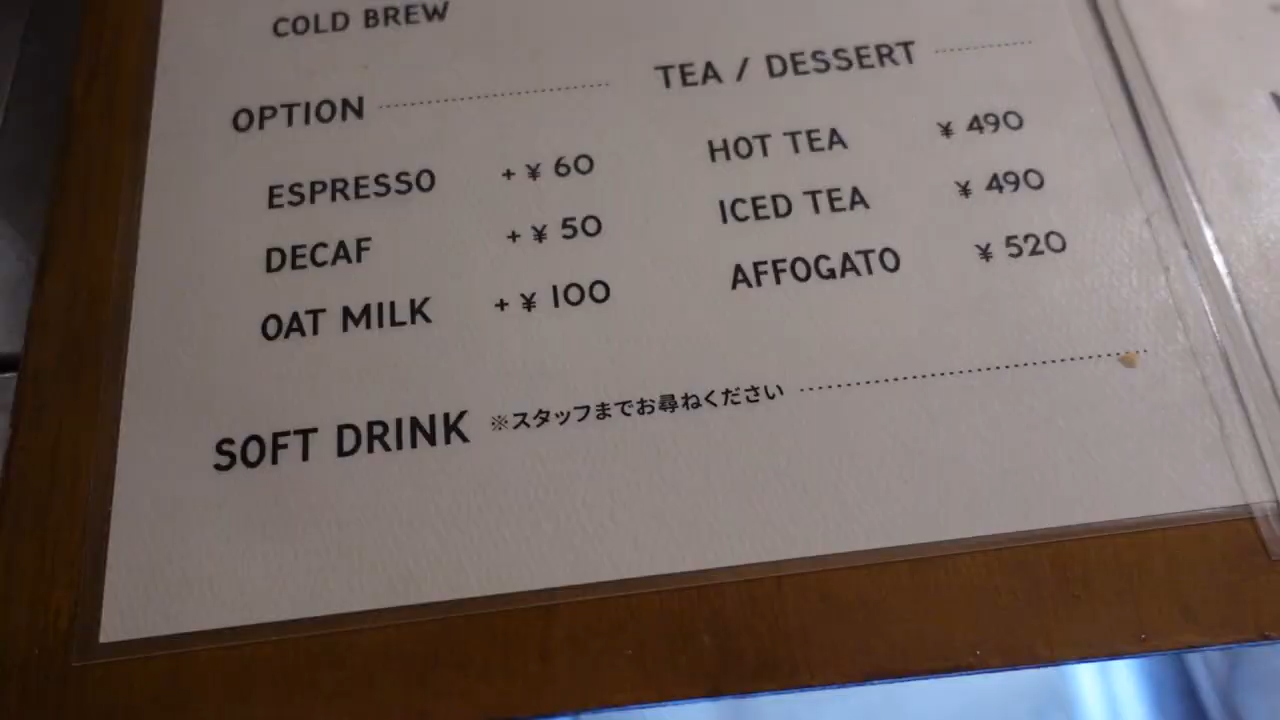 COLD BREW
OPTION
ESPRESSO + ¥ 60
DECAF + ¥ 50
OAT MILK + ¥ 100
TEA / DESSERT
HOT TEA ¥ 490
ICED TEA ¥ 490
AFFOGATO ¥ 520
SOFT DRINK ※スタッフまでお尋ねください